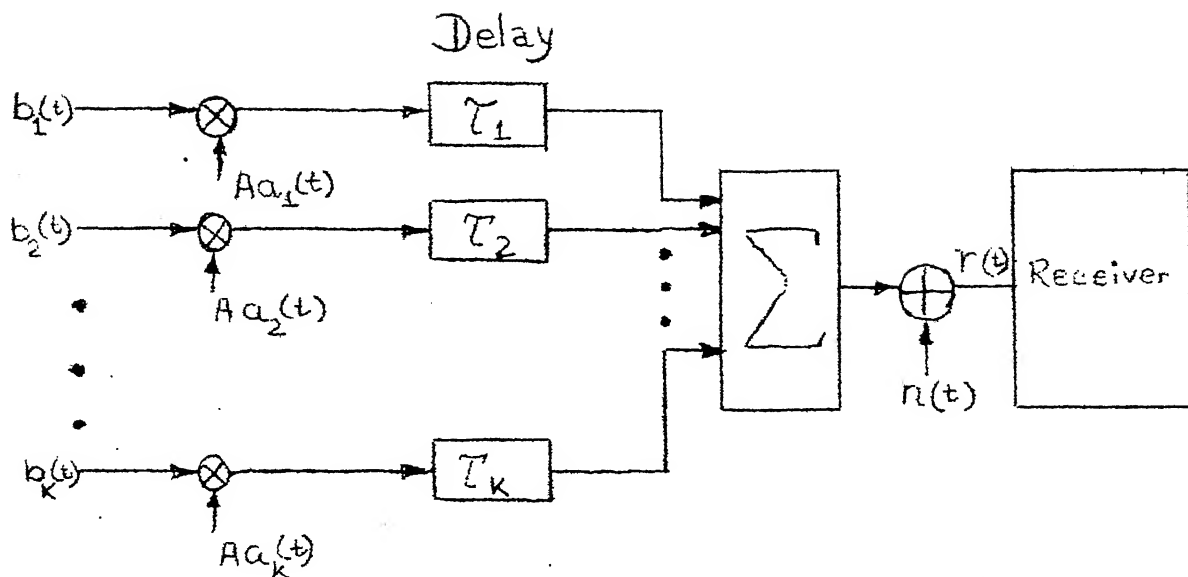 Delay
b₁(t)
τ₁
Aa₁(t)
b₂(t)
τ₂
Aa₂(t)
Σ
r(t)
Receiver
n(t)
bₖ(t)
τₖ
Aaₖ(t)